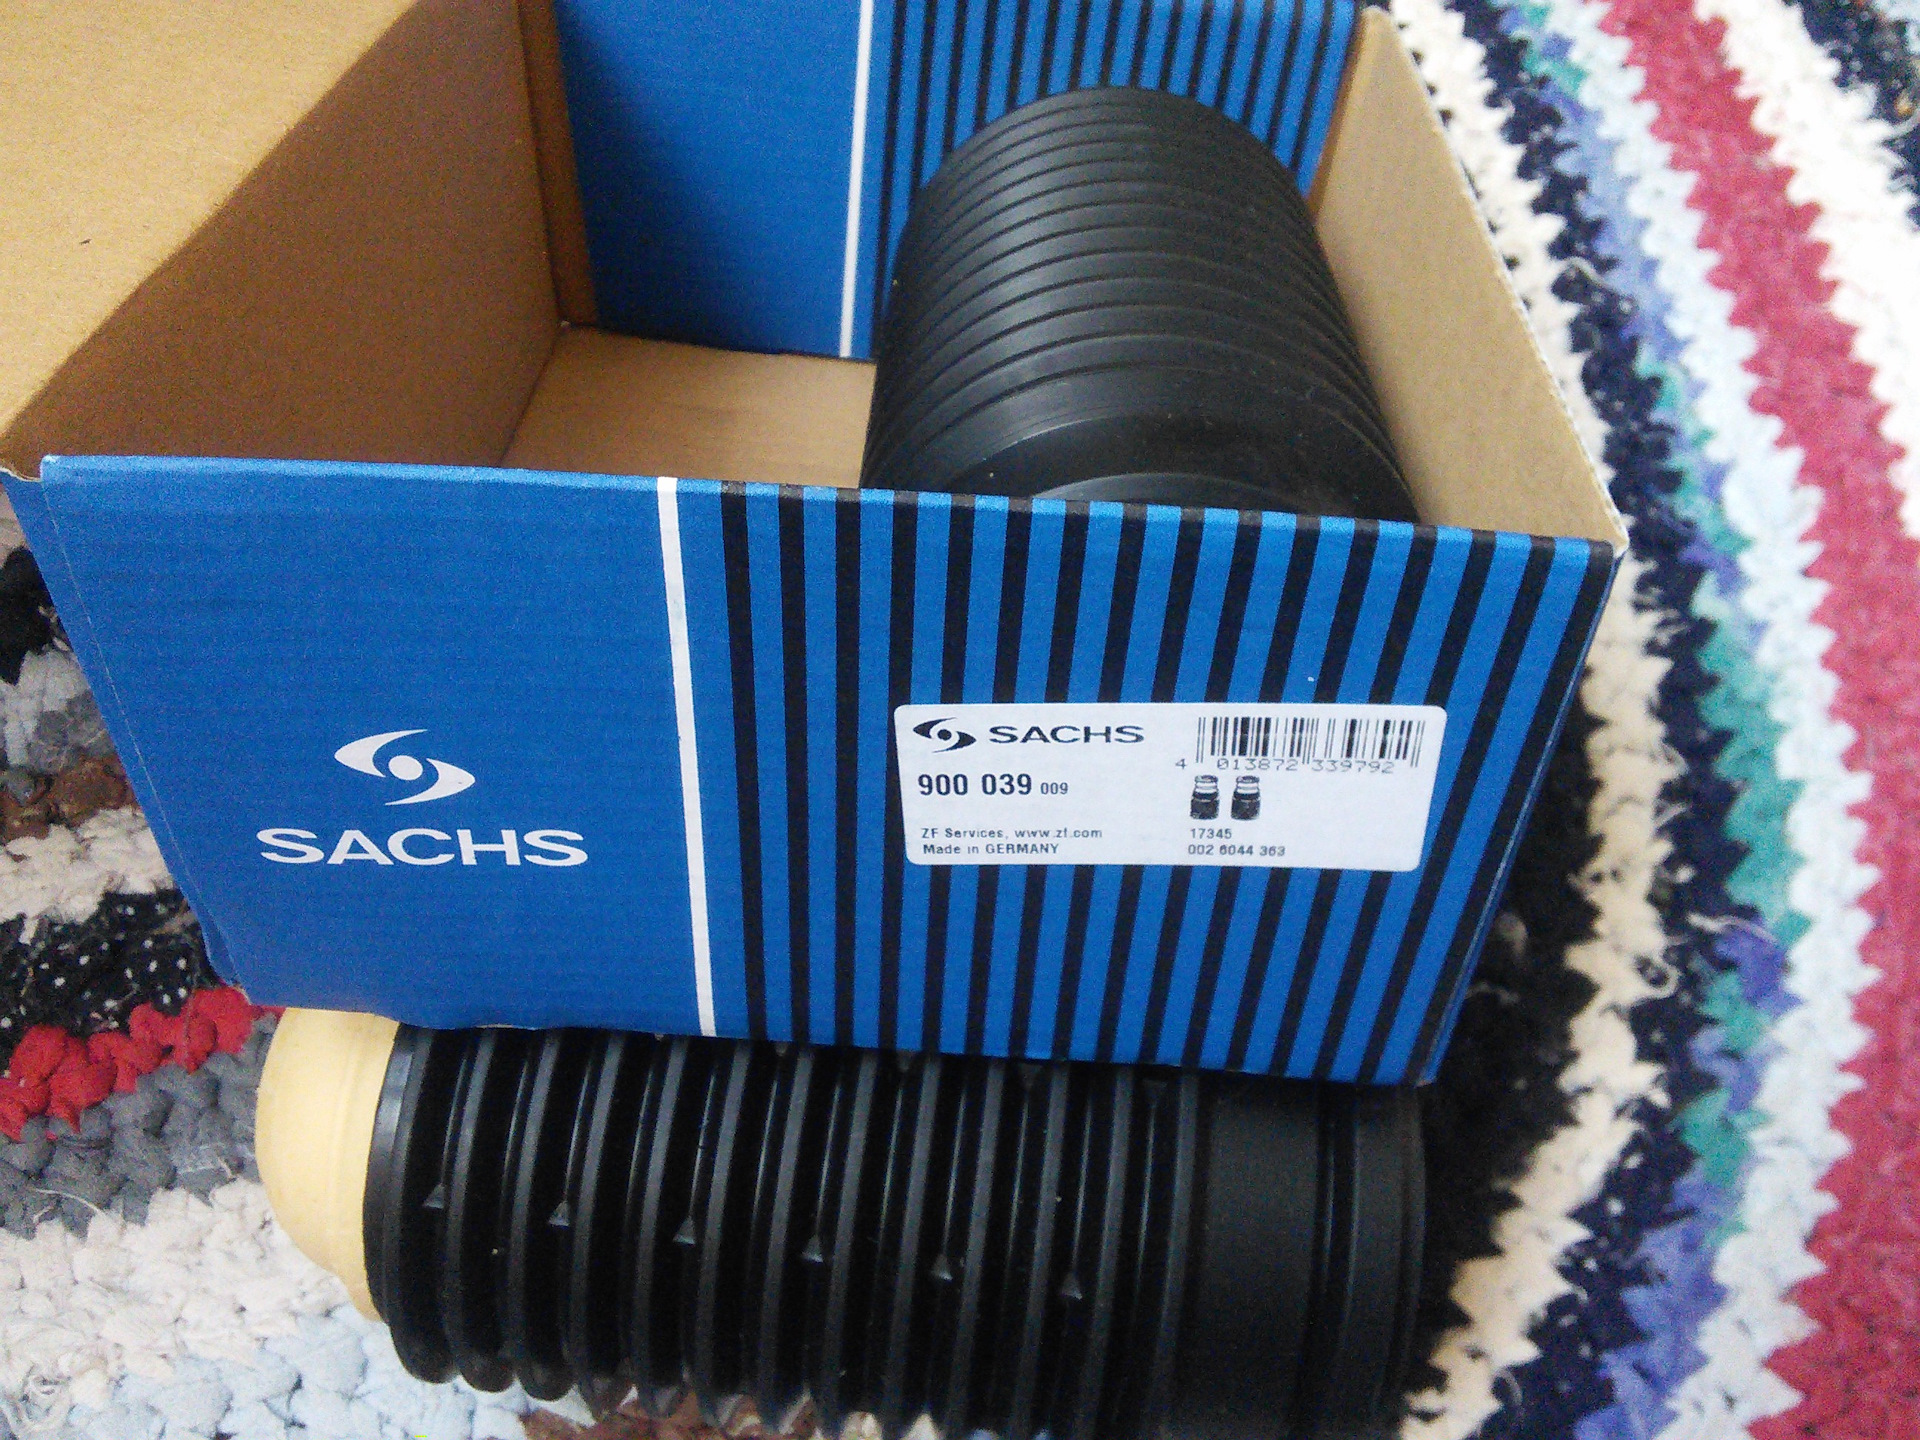 SACHS
SACHS
4 013872 339792
900 039 009
ZF Services, www.zf.com
17345
Made in GERMANY
002 6044 363